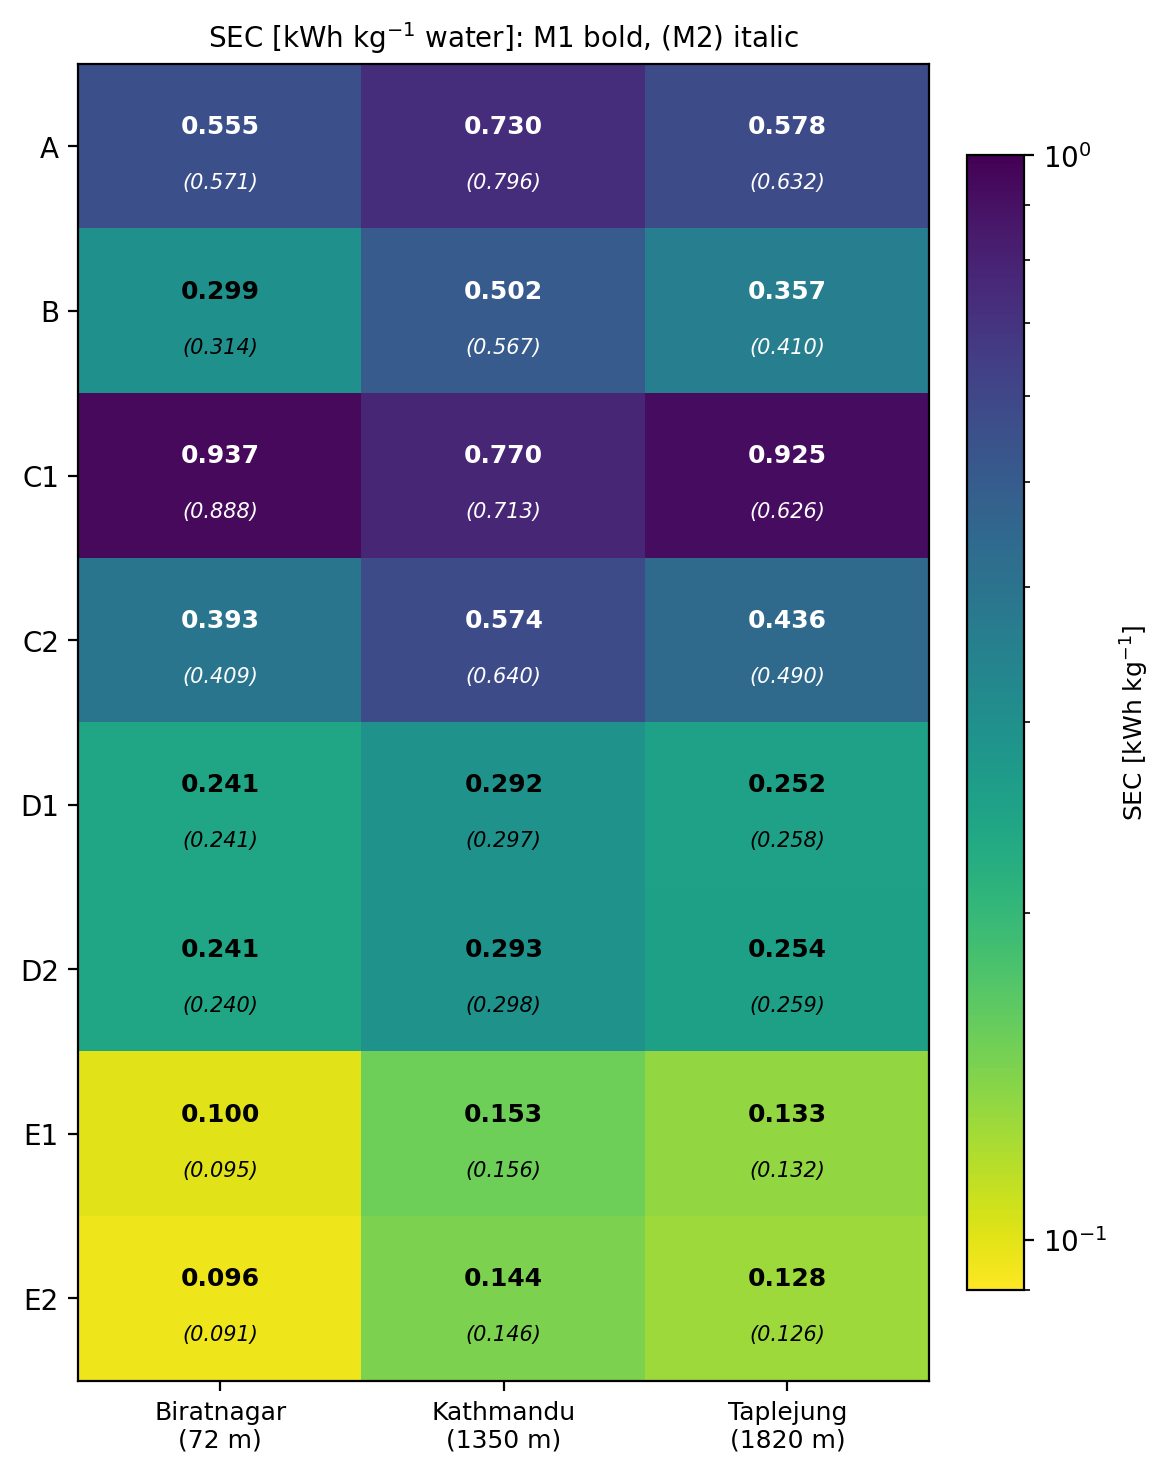 SEC [kWh kg⁻¹ water]: M1 bold, (M2) italic
A
0.555 0.730 0.578
(0.571) (0.796) (0.632)
B
0.299 0.502 0.357
(0.314) (0.567) (0.410)
C1
0.937 0.770 0.925
(0.888) (0.713) (0.626)
C2
0.393 0.574 0.436
(0.409) (0.640) (0.490)
D1
0.241 0.292 0.252
(0.241) (0.297) (0.258)
D2
0.241 0.293 0.254
(0.240) (0.298) (0.259)
E1
0.100 0.153 0.133
(0.095) (0.156) (0.132)
E2
0.096 0.144 0.128
(0.091) (0.146) (0.126)
Biratnagar Kathmandu Taplejung
(72 m) (1350 m) (1820 m)
10⁰
10⁻¹
SEC [kWh kg⁻¹]